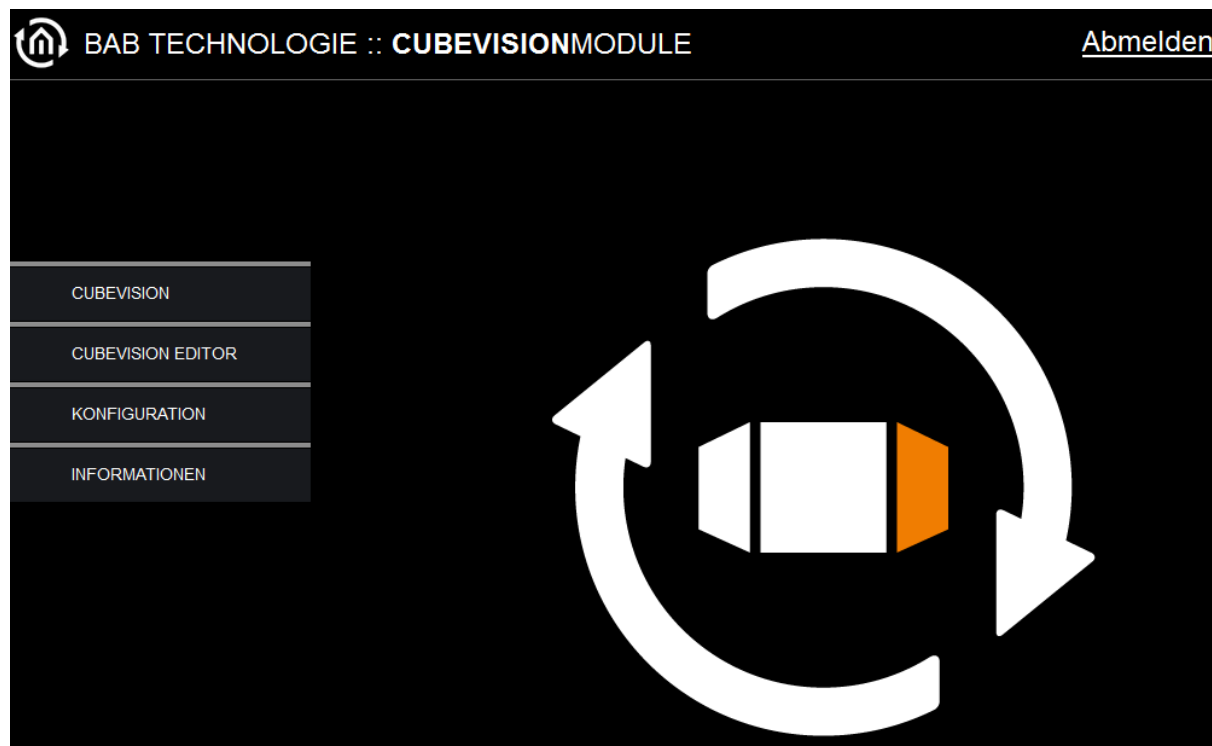 BAB TECHNOLOGIE :: CUBEVISIONMODULE
Abmelden
CUBEVISION
CUBEVISION EDITOR
KONFIGURATION
INFORMATIONEN